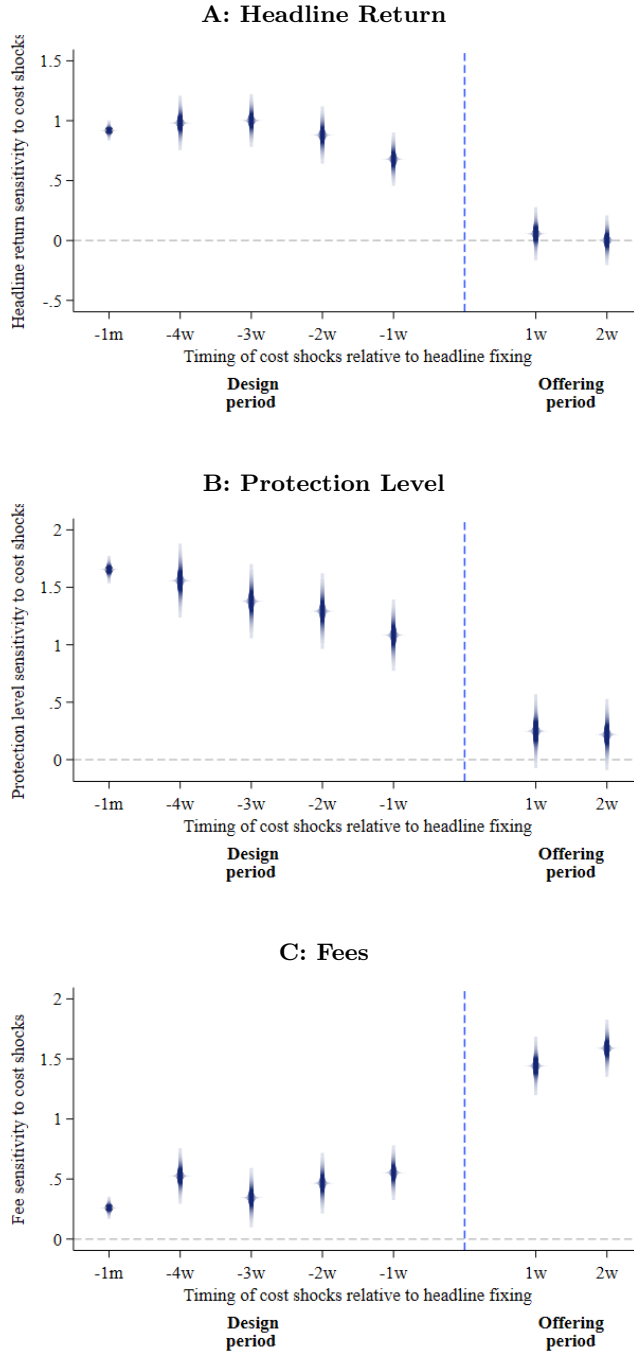 A: Headline Return
Headline return sensitivity to cost shocks
1.5
1
.5
0
-.5
-1m -4w -3w -2w -1w 1w 2w
Timing of cost shocks relative to headline fixing
Design Offering
period period
B: Protection Level
Protection level sensitivity to cost shocks
2
1.5
1
.5
0
-1m -4w -3w -2w -1w 1w 2w
Timing of cost shocks relative to headline fixing
Design Offering
period period
C: Fees
Fee sensitivity to cost shocks
2
1.5
1
.5
0
-1m -4w -3w -2w -1w 1w 2w
Timing of cost shocks relative to headline fixing
Design Offering
period period